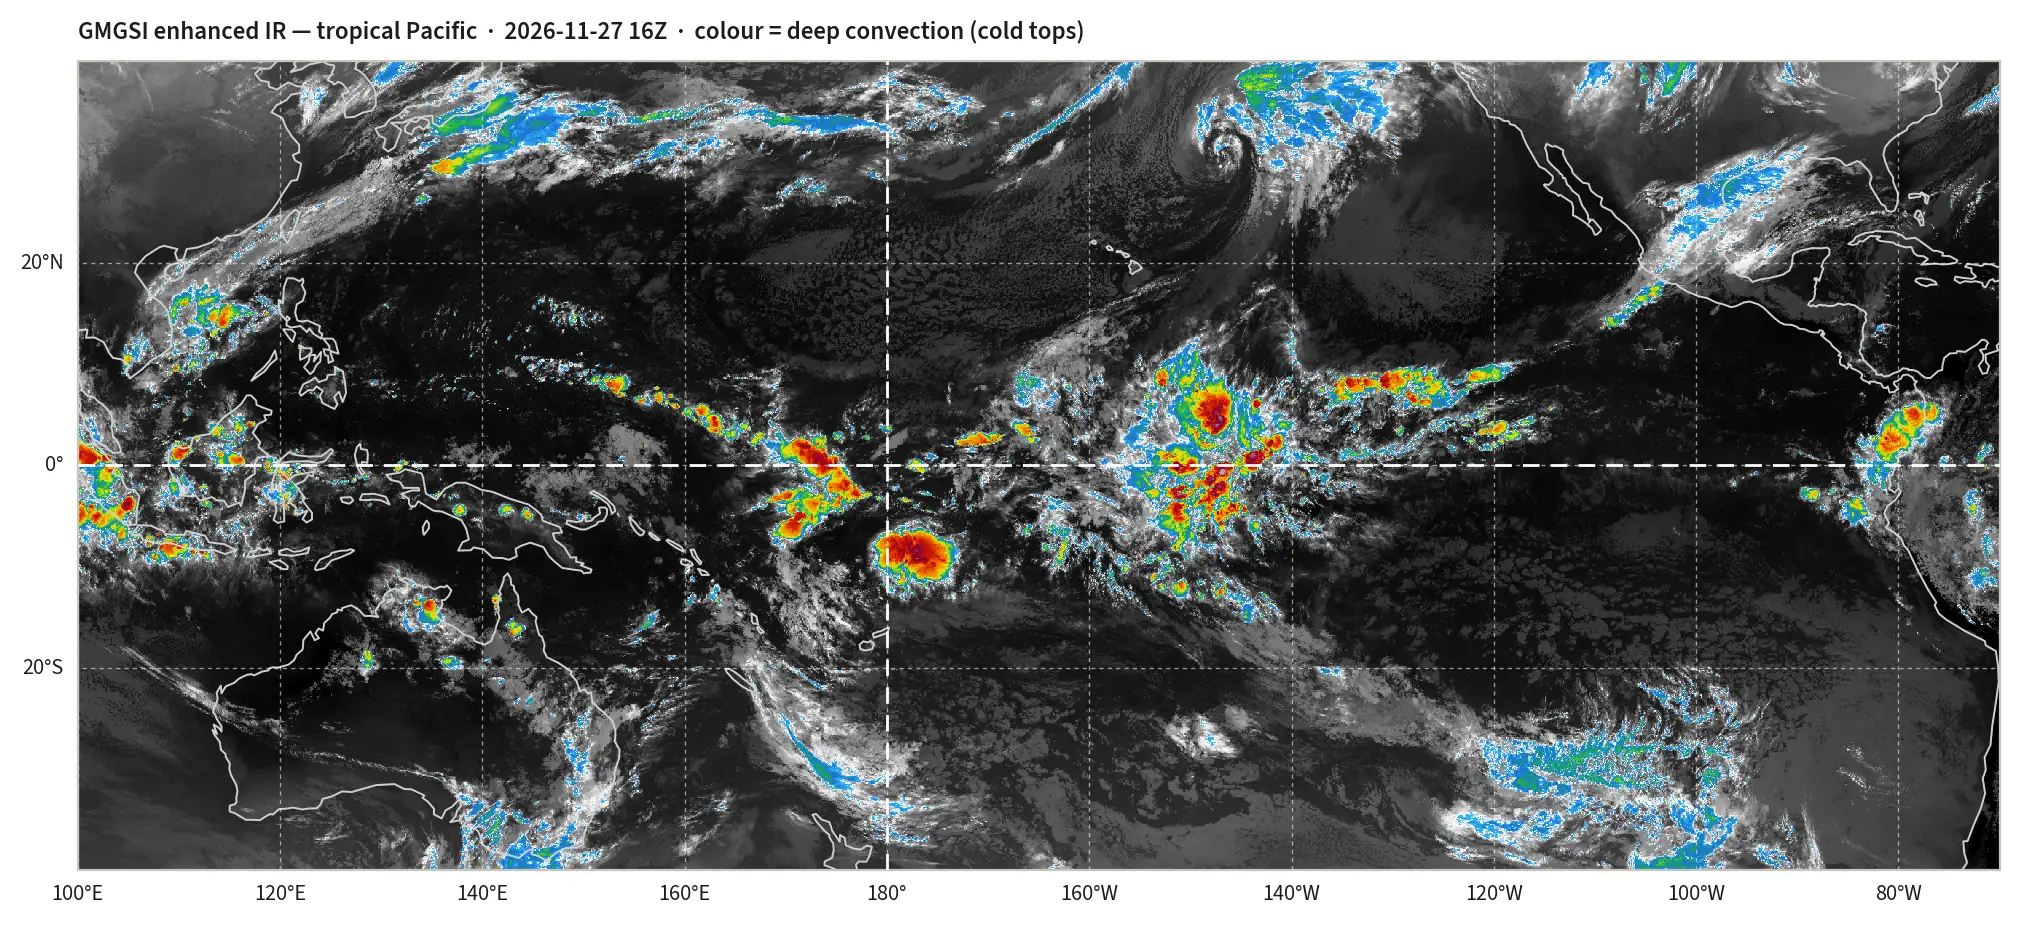 GMGSI enhanced IR — tropical Pacific · 2026-11-27 16Z · colour = deep convection (cold tops)
20°N
0°
20°S
100°E 120°E 140°E 160°E 180° 160°W 140°W 120°W 100°W 80°W